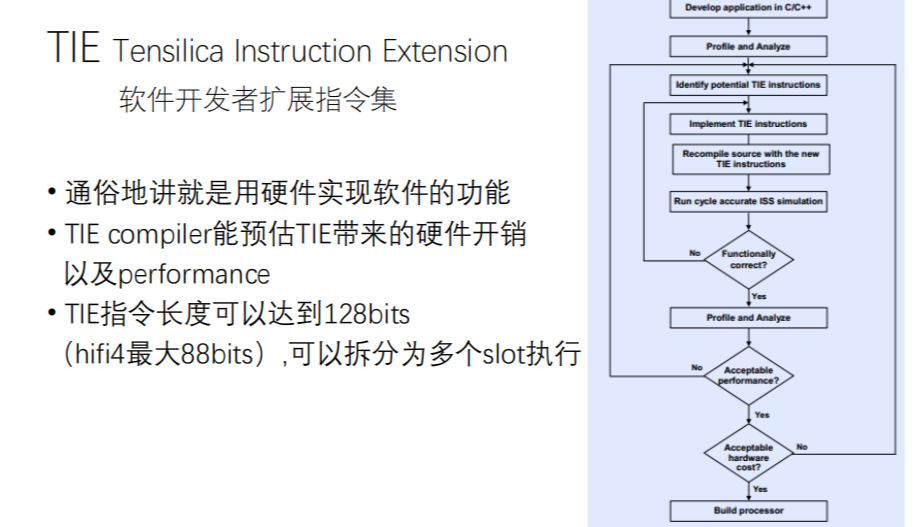 TIE Tensilica Instruction Extension
软件开发者扩展指令集
• 通俗地讲就是用硬件实现软件的功能
• TIE compiler能预估TIE带来的硬件开销
以及performance
• TIE指令长度可以达到128bits
（hifi4最大88bits）,可以拆分为多个slot执行
Develop application in C/C++
Profile and Analyze
Identify potential TIE instructions
Implement TIE instructions
Recompile source with the new
TIE instructions
Run cycle accurate ISS simulation
No
Functionally
correct?
Yes
Profile and Analyze
No
Acceptable
performance?
Yes
Acceptable
hardware
cost?
No
Yes
Build processor